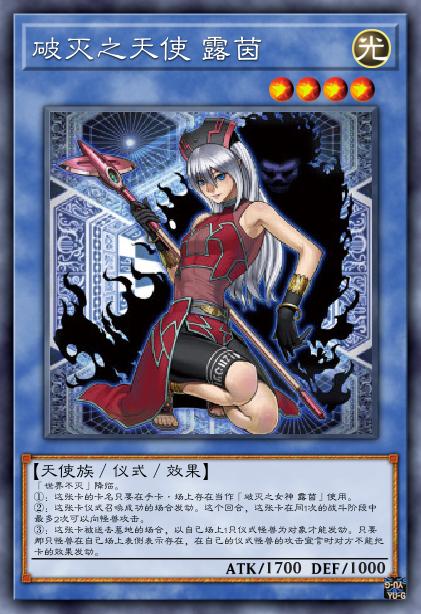 破灭之天使 露茵
光
【天使族／仪式／效果】
「世界不灭」降临。
①：这张卡的卡名只要在手卡·场上存在当作「破灭之女神 露茵」使用。
②：这张卡仪式召唤成功的场合发动。这个回合，这张卡在同1次的战斗阶段中
最多2次可以向怪兽攻击。
③：这张卡被送去墓地的场合，以自己场上1只仪式怪兽为对象才能发动。只要
那只怪兽在自己场上表侧表示存在，在自己的仪式怪兽的攻击宣言时对方不能把
卡的效果发动。
ATK/1700 DEF/1000